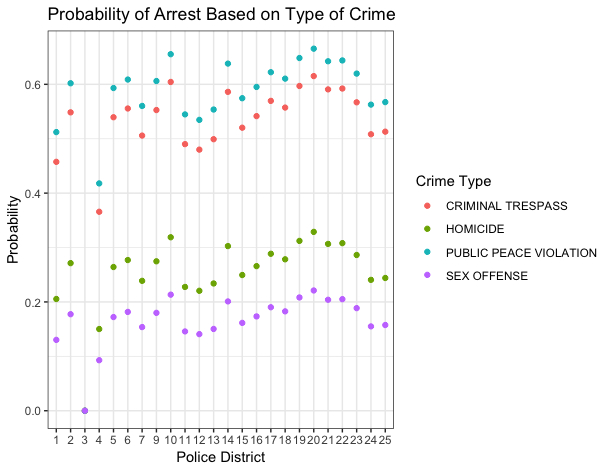 Probability of Arrest Based on Type of Crime
0.6
0.4
0.2
0.0
Probability
1 2 3 4 5 6 7 9 10 11 12 13 14 15 16 17 18 19 20 21 22 23 24 25
Police District
Crime Type
CRIMINAL TRESPASS
HOMICIDE
PUBLIC PEACE VIOLATION
SEX OFFENSE